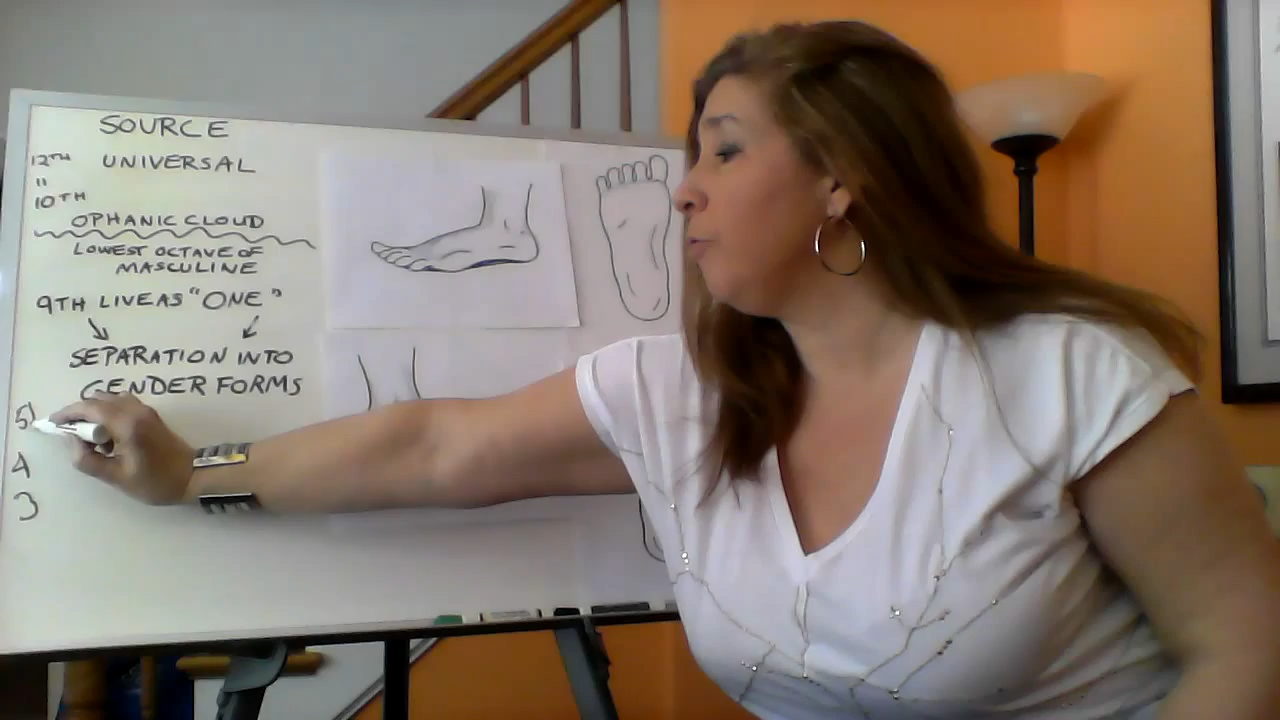 SOURCE
12TH UNIVERSAL
"
10TH
OPHANIC CLOUD
LOWEST OCTAVE OF
MASCULINE
9TH LIVE AS "ONE"
SEPARATION INTO
GENDER FORMS
5
4
3